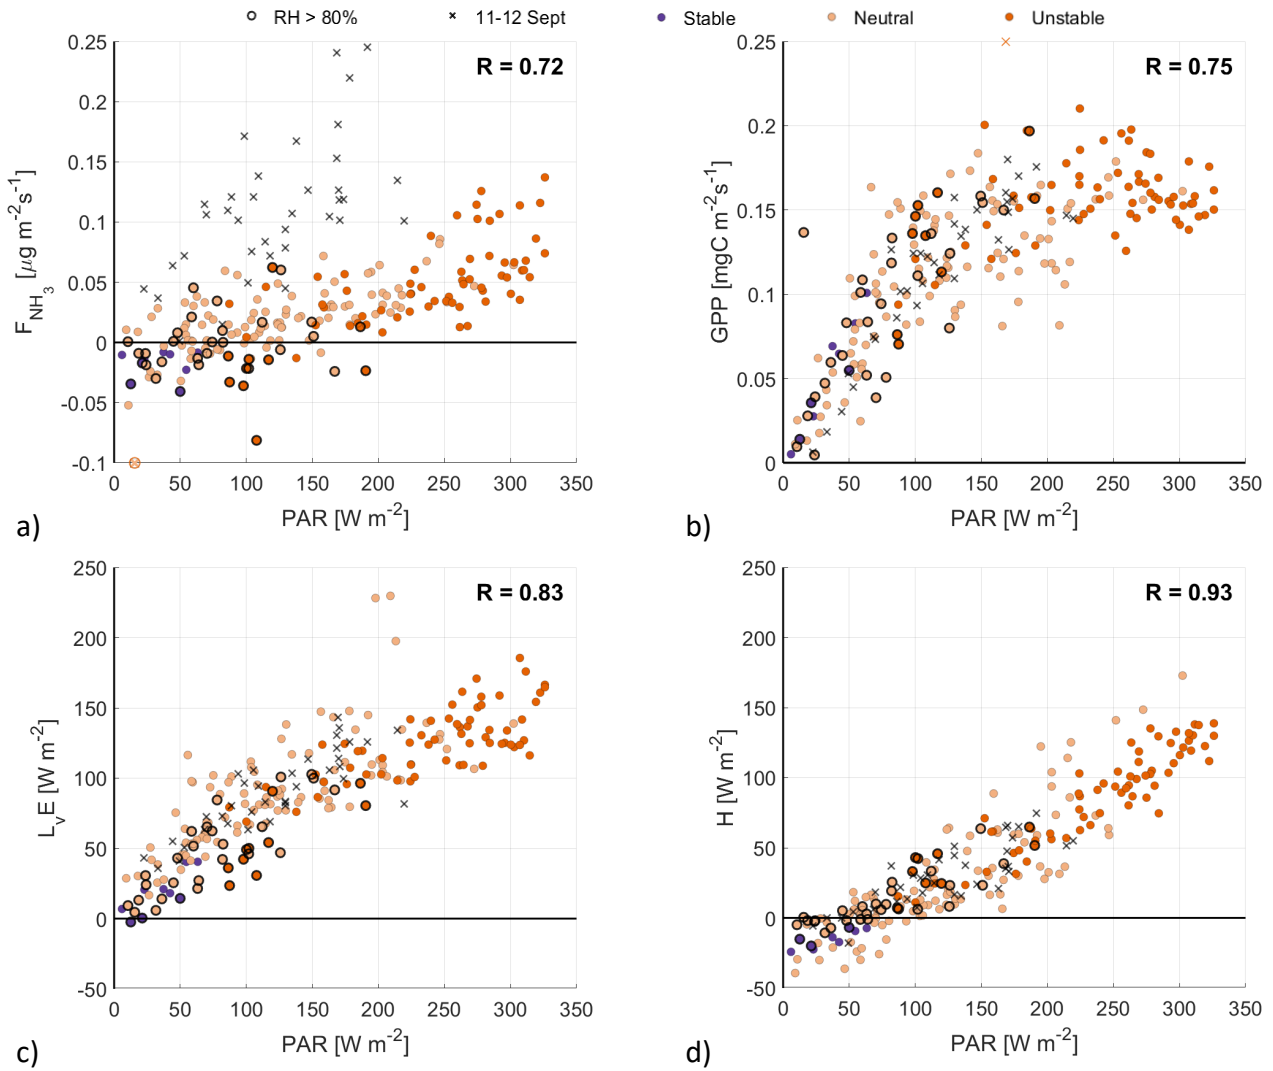 RH > 80%
11-12 Sept
Stable
Neutral
Unstable
0.25
0.2
0.15
0.1
0.05
0
-0.05
-0.1
F_NH₃ [μg m⁻²s⁻¹]
R = 0.72
0 50 100 150 200 250 300 350
PAR [W m⁻²]
a)
0.25
0.2
0.15
0.1
0.05
0
GPP [mgC m⁻²s⁻¹]
R = 0.75
0 50 100 150 200 250 300 350
PAR [W m⁻²]
b)
250
200
150
100
50
0
-50
LᵥE [W m⁻²]
R = 0.83
0 50 100 150 200 250 300 350
PAR [W m⁻²]
c)
250
200
150
100
50
0
-50
H [W m⁻²]
R = 0.93
0 50 100 150 200 250 300 350
PAR [W m⁻²]
d)